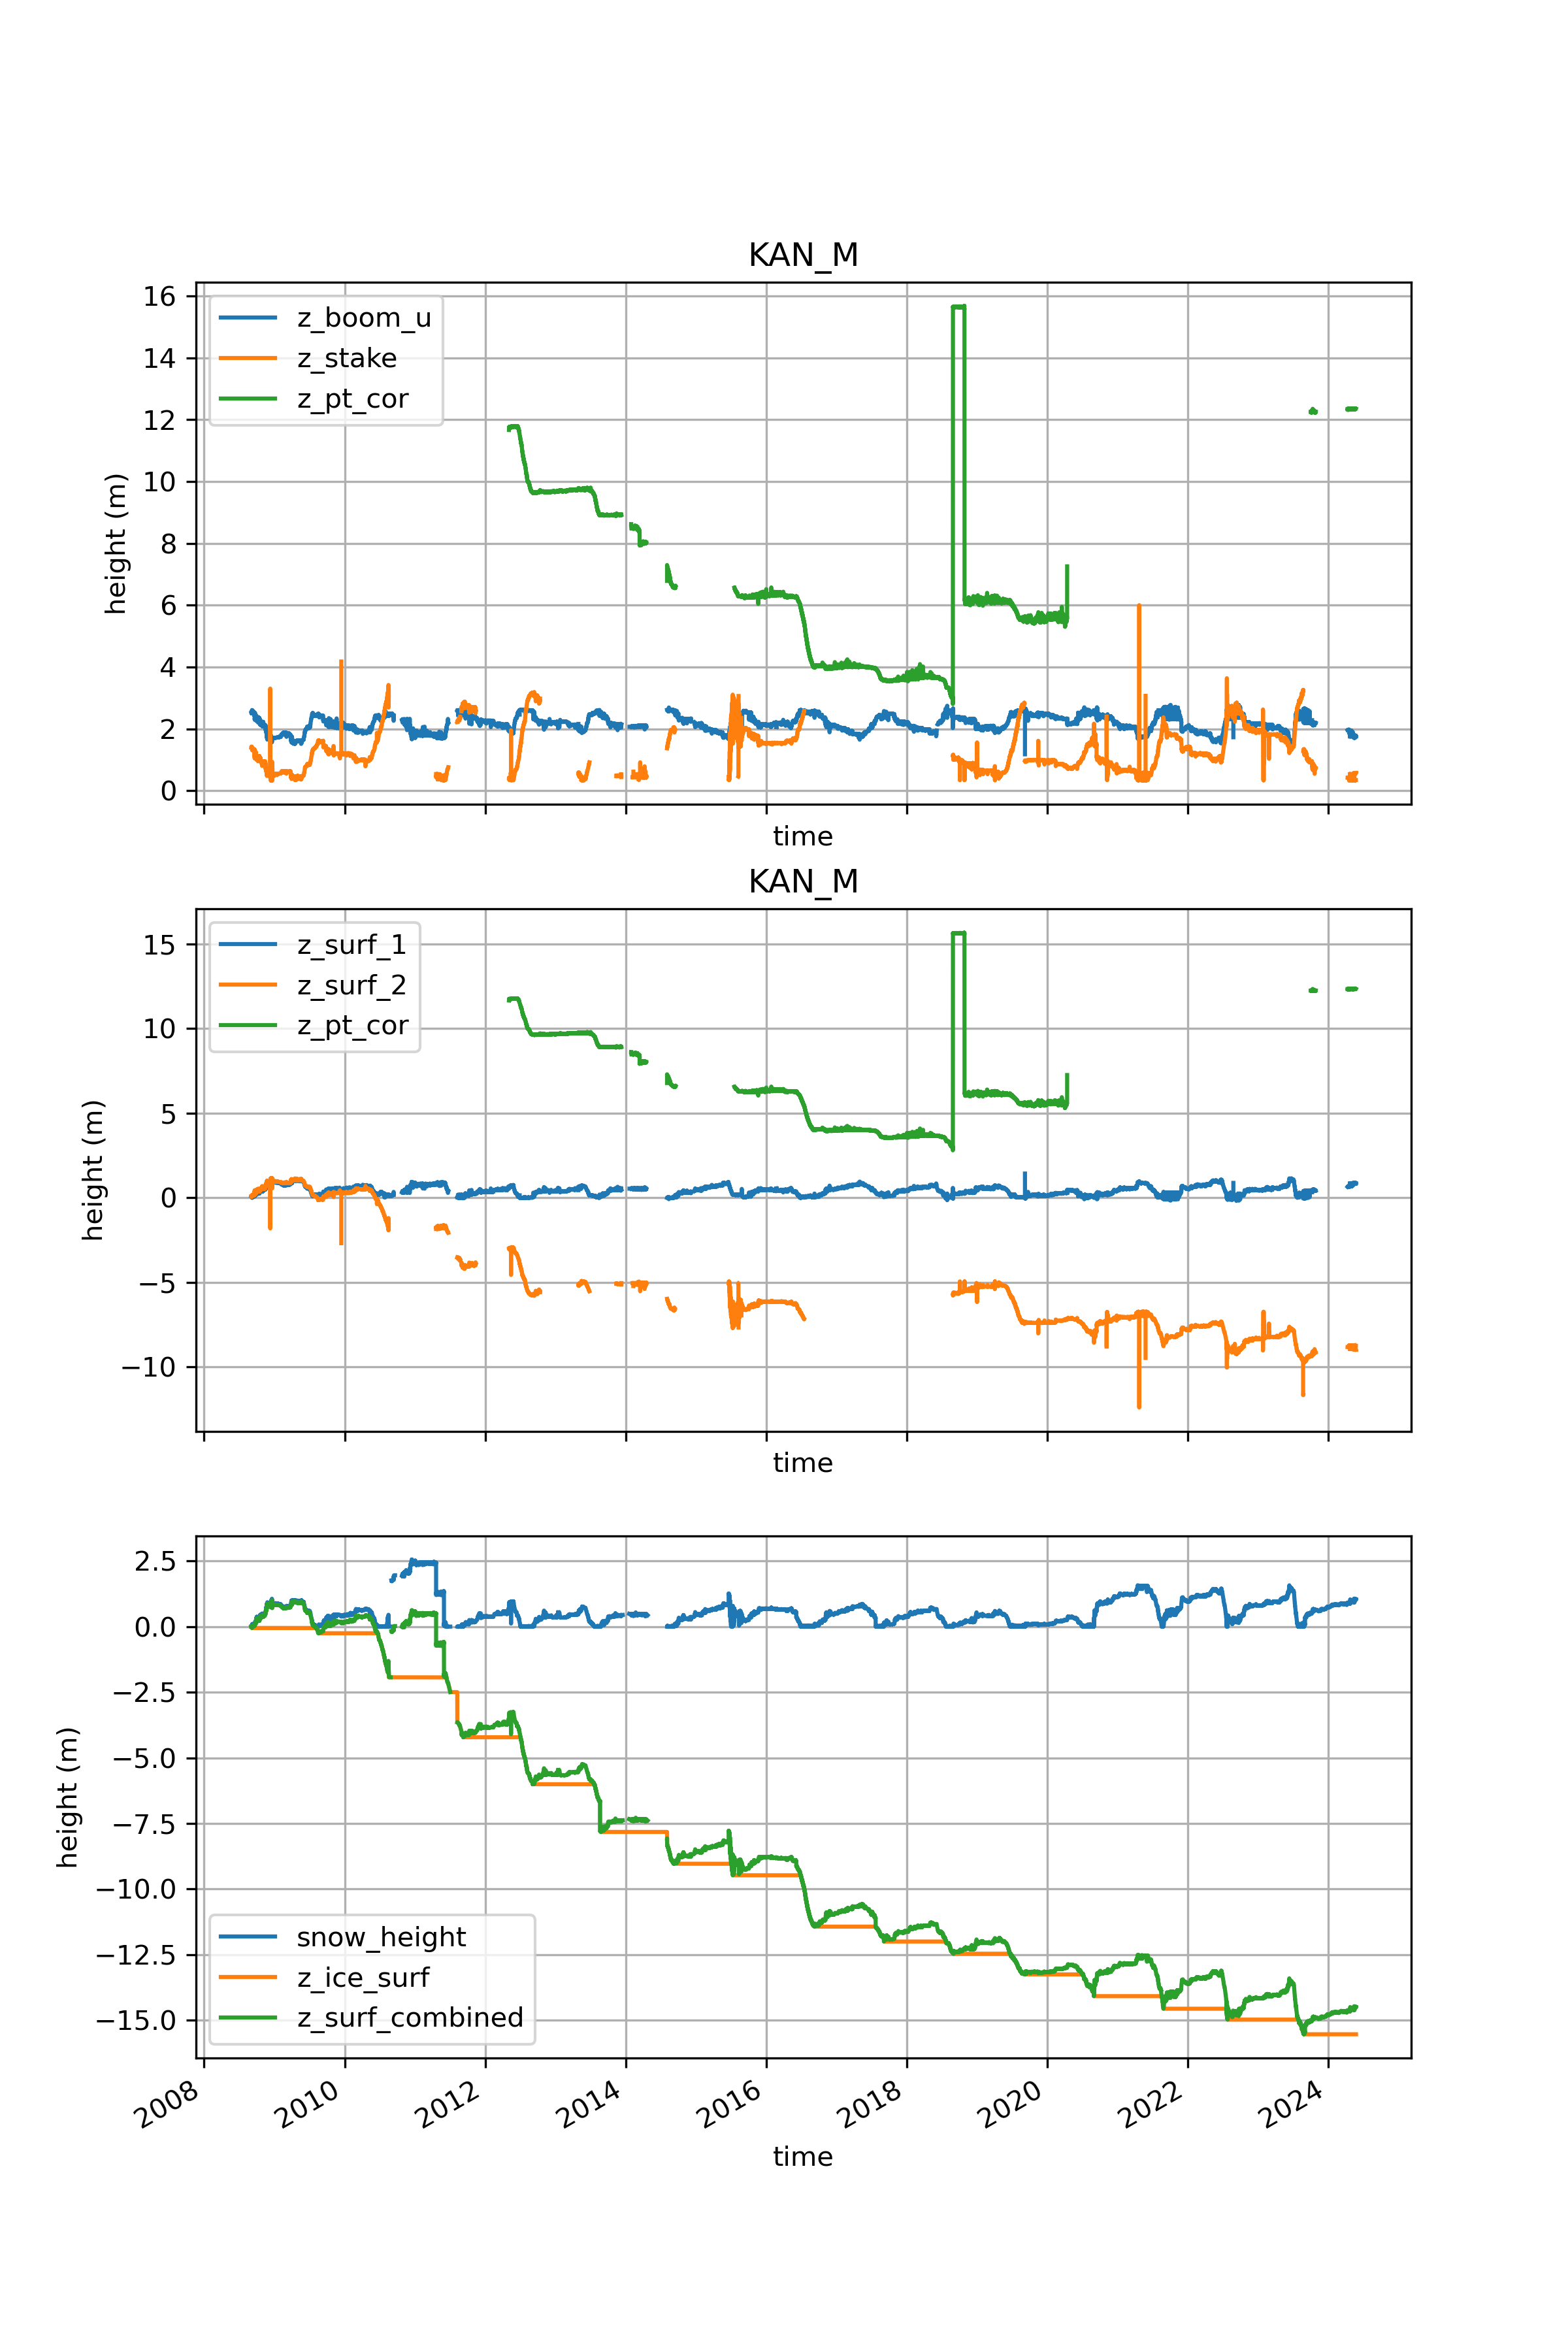 KAN_M
16
14
12
10
8
6
4
2
0
height (m)
z_boom_u
z_stake
z_pt_cor
time
KAN_M
15
10
5
0
−5
−10
height (m)
z_surf_1
z_surf_2
z_pt_cor
time
2.5
0.0
−2.5
−5.0
−7.5
−10.0
−12.5
−15.0
height (m)
snow_height
z_ice_surf
z_surf_combined
2008
2010
2012
2014
2016
2018
2020
2022
2024
time